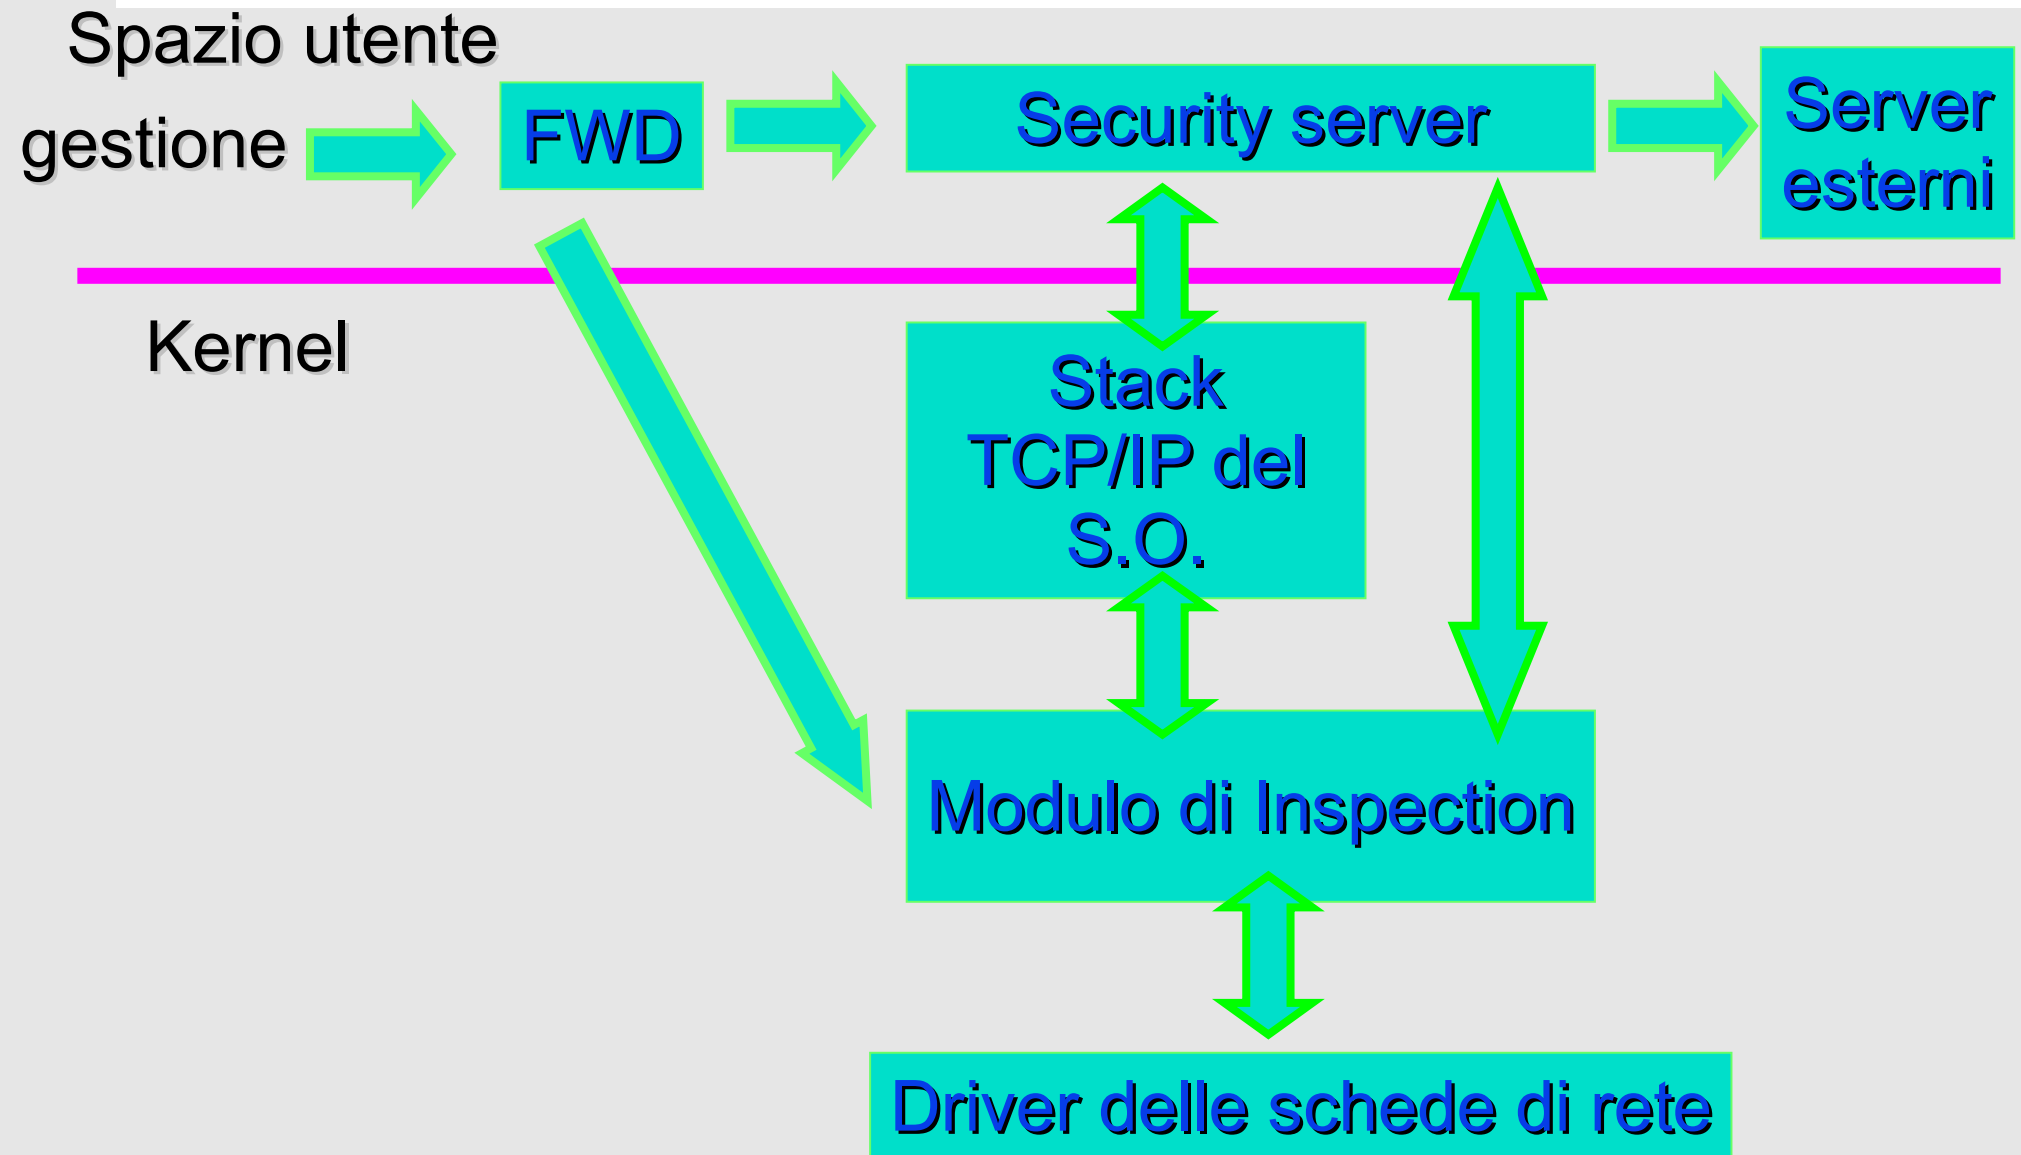 Spazio utente
gestione
FWD
Security server
Server
esterni
Kernel
Stack
TCP/IP del
S.O.
Modulo di Inspection
Driver delle schede di rete